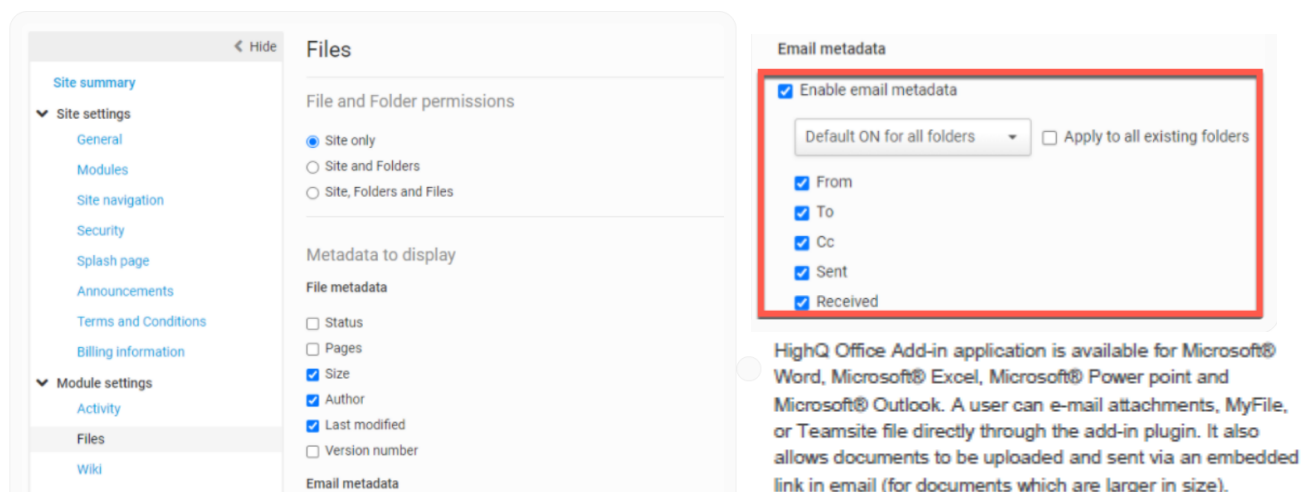 Hide
Site summary
Site settings
General
Modules
Site navigation
Security
Splash page
Announcements
Terms and Conditions
Billing information
Module settings
Activity
Files
Wiki
Files
File and Folder permissions
Site only
Site and Folders
Site, Folders and Files
Metadata to display
File metadata
Status
Pages
Size
Author
Last modified
Version number
Email metadata
Email metadata
Enable email metadata
Default ON for all folders
Apply to all existing folders
From
To
Cc
Sent
Received
HighQ Office Add-in application is available for Microsoft®
Word, Microsoft® Excel, Microsoft® Power point and
Microsoft® Outlook. A user can e-mail attachments, MyFile,
or Teamsite file directly through the add-in plugin. It also
allows documents to be uploaded and sent via an embedded
link in email (for documents which are larger in size).